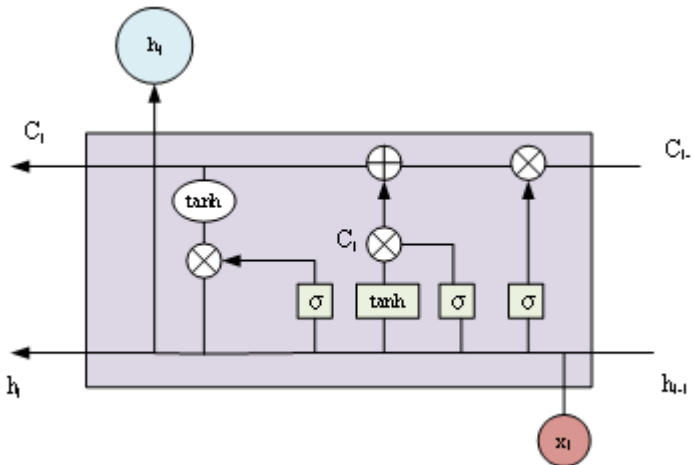 hₜ
Cₜ
Cₜ₋
tanh
Cₜ
σ
tanh
σ
σ
hₜ
hₜ₋₁
xₜ